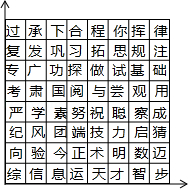 过承下合程你挥律
复发巩习拓思规注
专广功探做试基础
考肃国阅与尝观用
严学素努祝聪察成
纪风团端技力启猜
向验今正术明数迈
综信息运天才智步